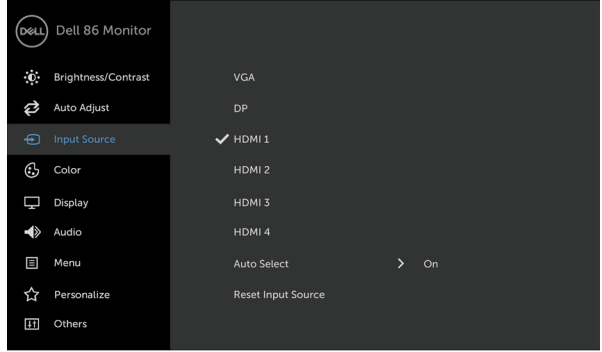 DELL Dell 86 Monitor
Brightness/Contrast VGA
Auto Adjust DP
Input Source HDMI 1
Color HDMI 2
Display HDMI 3
Audio HDMI 4
Menu Auto Select On
Personalize Reset Input Source
Others